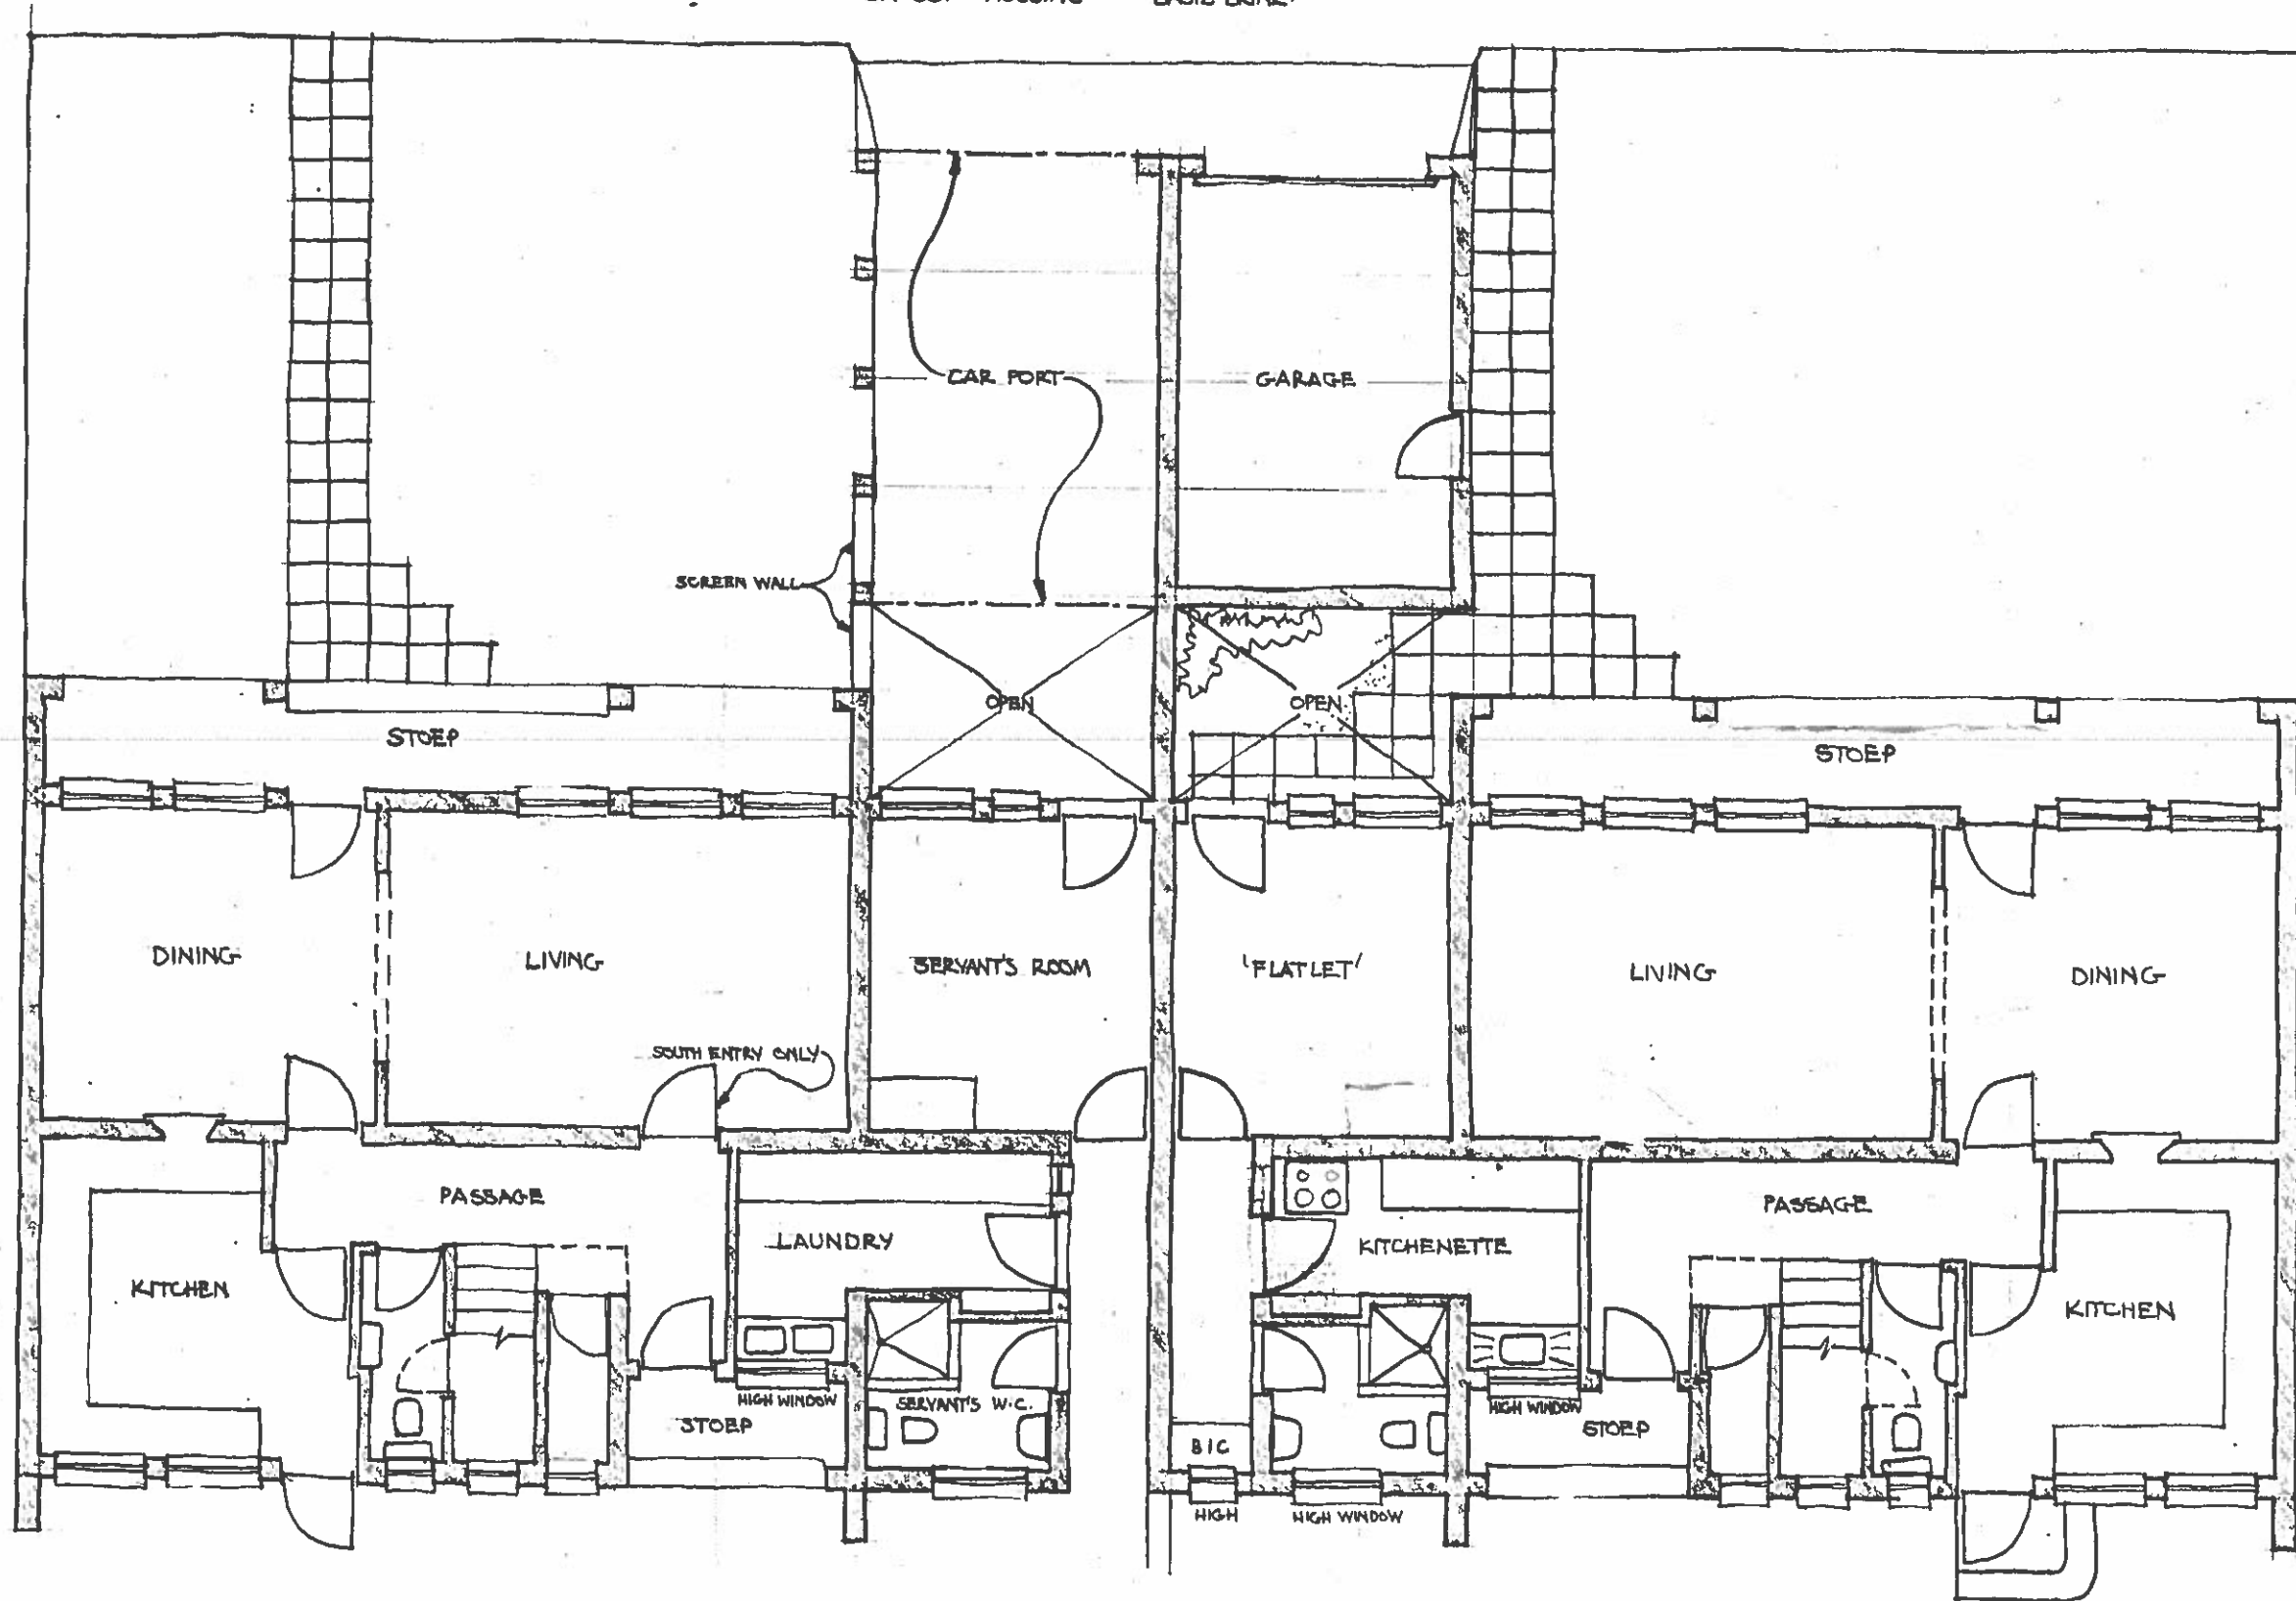 HOUSING
CAR PORT
GARAGE
SCREEN WALL
OPEN
OPEN
STOEP
STOEP
DINING
LIVING
SERVANT'S ROOM
'FLATLET'
LIVING
DINING
SOUTH ENTRY ONLY
PASSAGE
PASSAGE
LAUNDRY
KITCHENETTE
KITCHEN
KITCHEN
HIGH WINDOW
SERVANT'S W.C.
HIGH WINDOW
STOEP
STOEP
B/C
HIGH
HIGH WINDOW